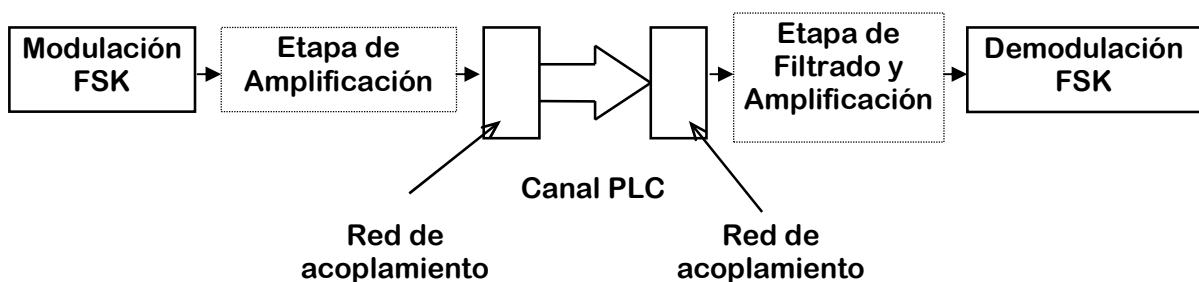 Modulación
FSK
Etapa de
Amplificación
Etapa de
Filtrado y
Amplificación
Demodulación
FSK
Canal PLC
Red de
acoplamiento
Red de
acoplamiento